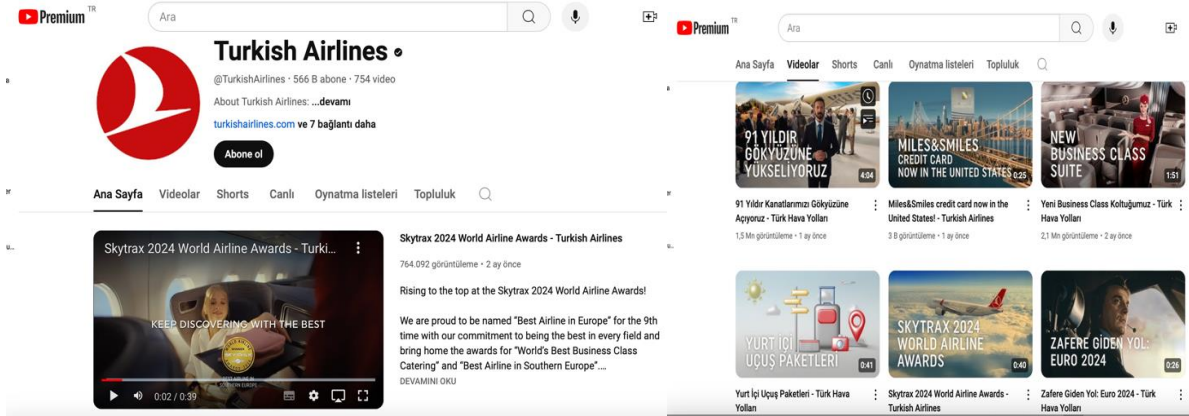 Premium TR
Ara
Turkish Airlines
@TurkishAirlines · 566 B abone · 754 video
About Turkish Airlines: ...devamı
turkishairlines.com ve 7 bağlantı daha
Abone ol
Ana Sayfa Videolar Shorts Canlı Oynatma listeleri Topluluk
Skytrax 2024 World Airline Awards - Turki...
KEEP DISCOVERING WITH THE BEST
BEST AIRLINE IN
SOUTHERN EUROPE
0:02 / 0:39
Skytrax 2024 World Airline Awards - Turkish Airlines
764.092 görüntüleme · 2 ay önce
Rising to the top at the Skytrax 2024 World Airline Awards!
We are proud to be named "Best Airline in Europe" for the 9th
time with our commitment to being the best in every field and
bring home the awards for "World's Best Business Class
Catering" and "Best Airline in Southern Europe"....
DEVAMINI OKU
Premium TR
Ara
Ana Sayfa Videolar Shorts Canlı Oynatma listeleri Topluluk
91 YILDIR
GÖKYÜZÜNE
YÜKSELİYORUZ
4:04
91 Yıldır Kanatlarımızı Gökyüzüne
Açıyoruz - Türk Hava Yolları
1,5 Mn görüntüleme · 1 ay önce
MILES&SMILES
CREDIT CARD
NOW IN THE UNITED STATES
0:25
Miles&Smiles credit card now in the
United States! - Turkish Airlines
3 B görüntüleme · 1 ay önce
NEW
BUSINESS CLASS
SUITE
1:51
Yeni Business Class Koltuğumuz - Türk
Hava Yolları
2,1 Mn görüntüleme · 2 ay önce
YURT İÇİ
UÇUŞ PAKETLERİ
0:41
Yurt İçi Uçuş Paketleri - Türk Hava
Yolları
SKYTRAX 2024
WORLD AIRLINE
AWARDS
0:40
Skytrax 2024 World Airline Awards -
Turkish Airlines
ZAFERE GİDEN YOL:
EURO 2024
0:26
Zafere Giden Yol: Euro 2024 - Türk
Hava Yolları